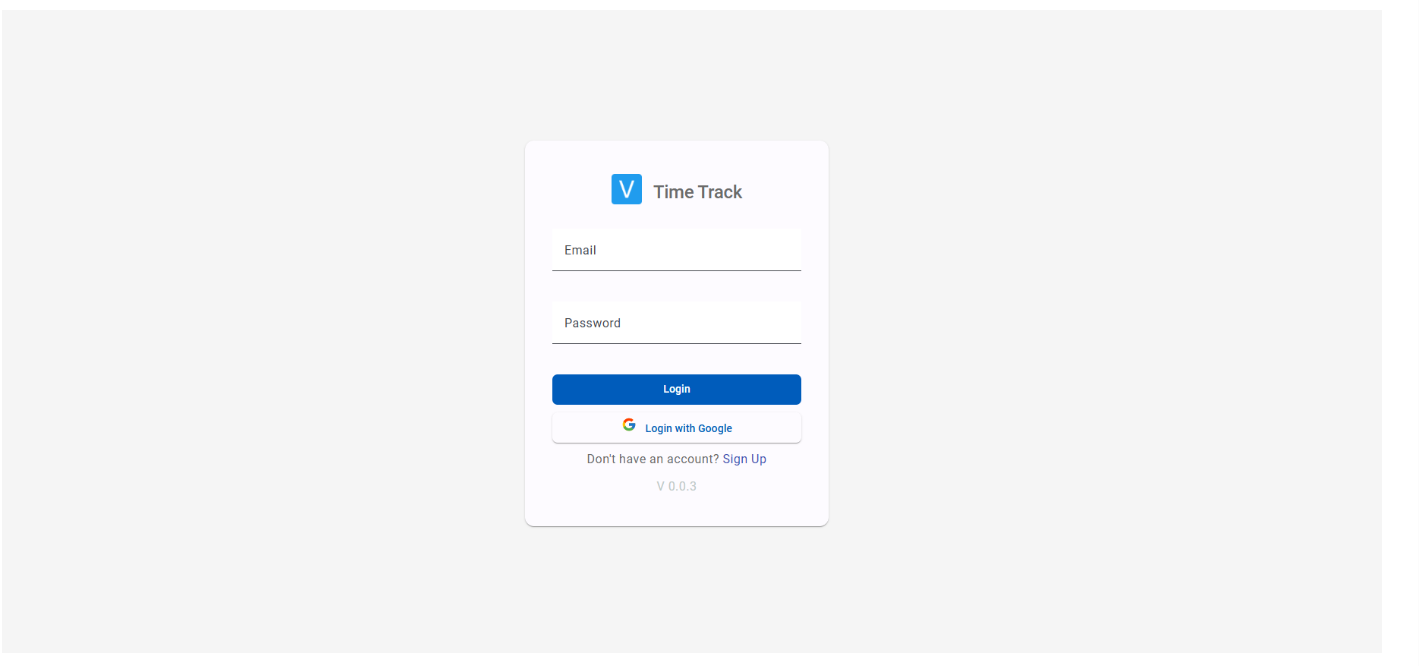 V Time Track
Email
Password
Login
Login with Google
Don't have an account? Sign Up
V 0.0.3